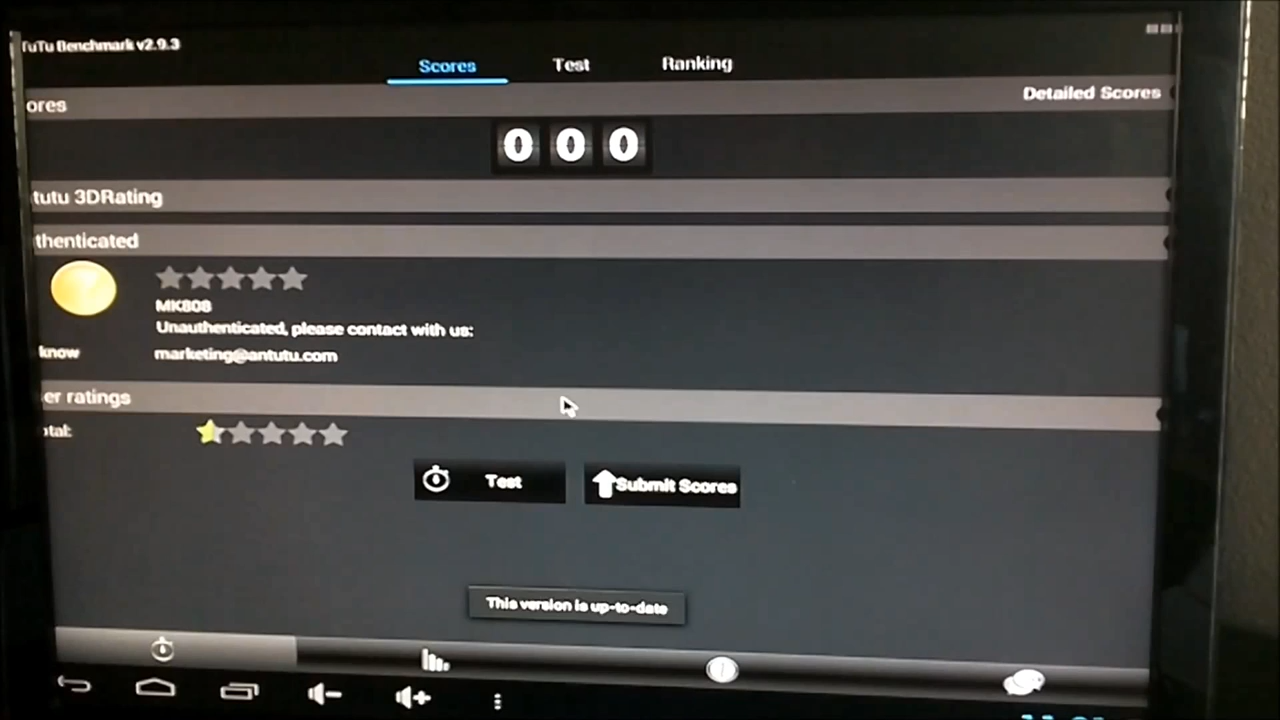 TuTu Benchmark v2.9.3
Scores
Test
Ranking
ores
Detailed Scores
0 0 0
tutu 3DRating
thenticated
MK808
Unauthenticated, please contact with us:
know
marketing@antutu.com
er ratings
otal:
Test
Submit Scores
This version is up-to-date